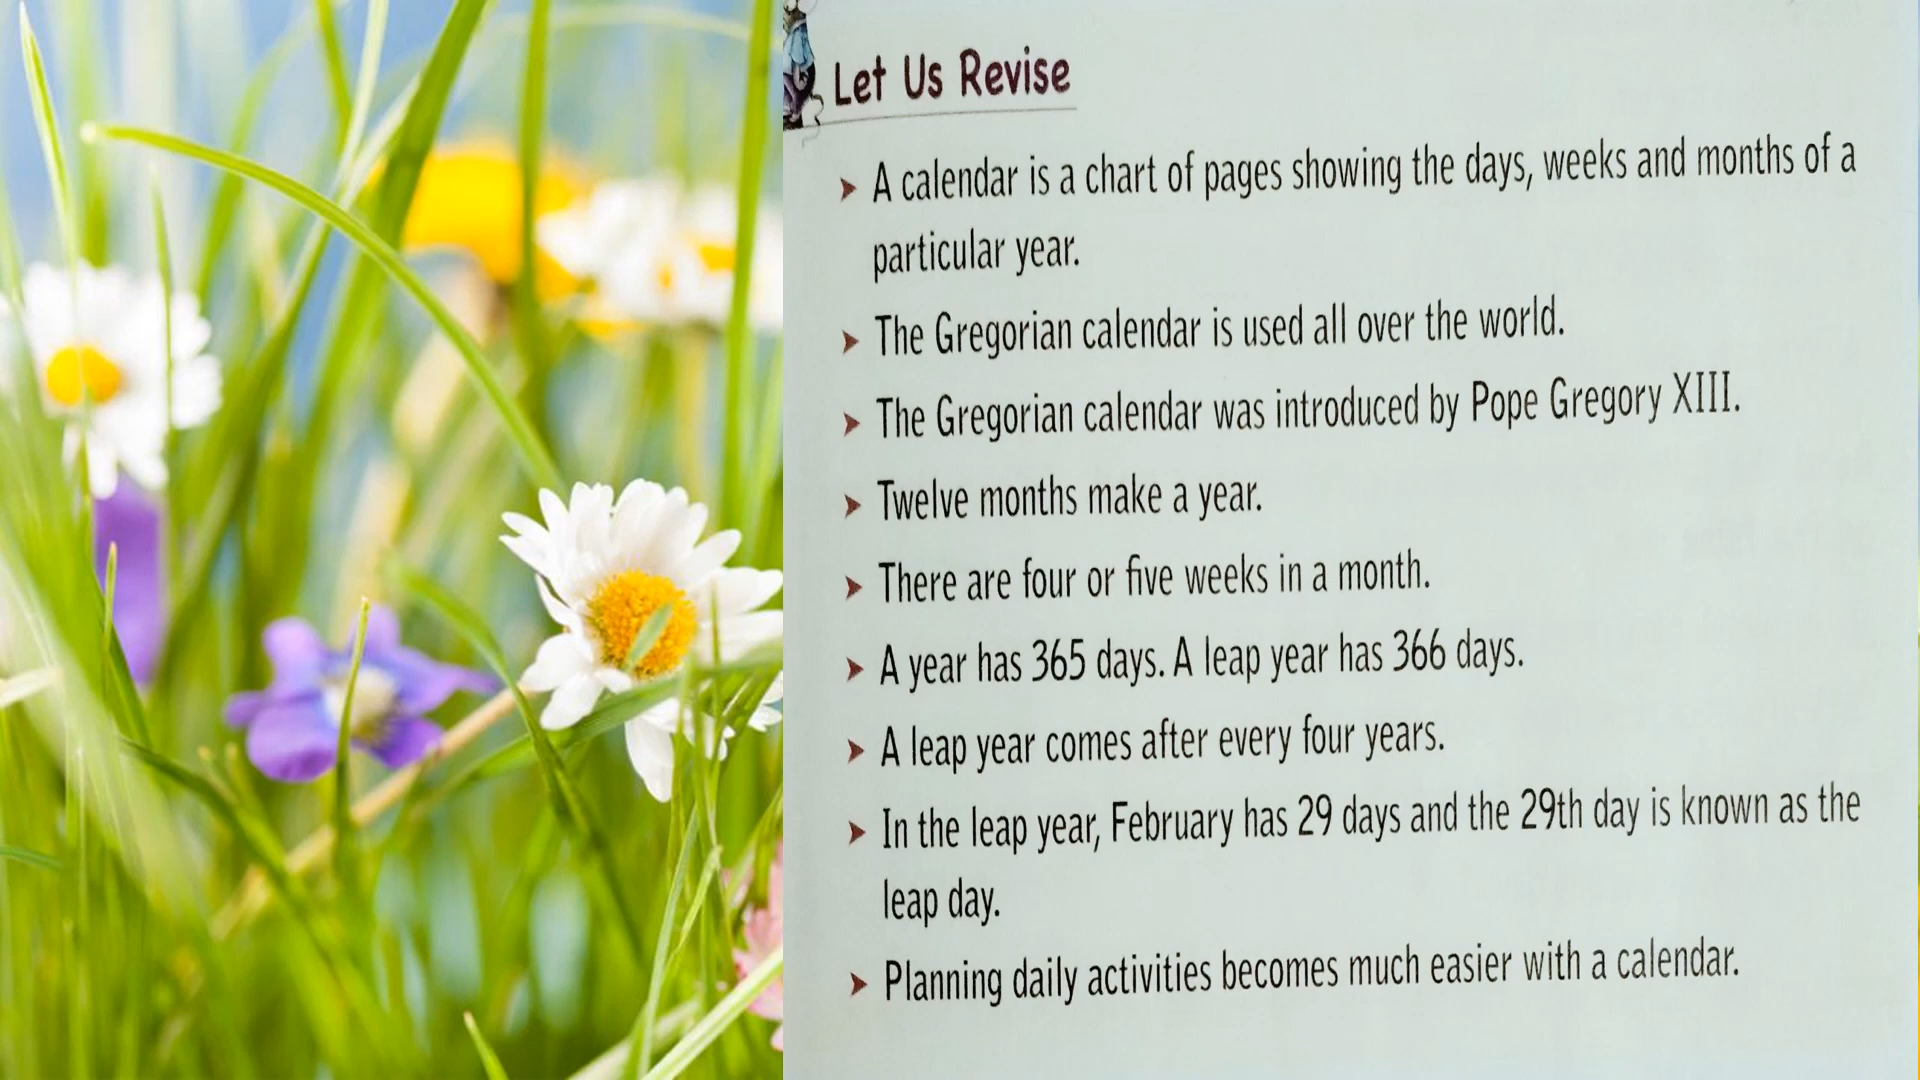 Let Us Revise
➤ A calendar is a chart of pages showing the days, weeks and months of a
particular year.
➤ The Gregorian calendar is used all over the world.
➤ The Gregorian calendar was introduced by Pope Gregory XIII.
➤ Twelve months make a year.
➤ There are four or five weeks in a month.
➤ A year has 365 days. A leap year has 366 days.
➤ A leap year comes after every four years.
➤ In the leap year, February has 29 days and the 29th day is known as the
leap day.
➤ Planning daily activities becomes much easier with a calendar.